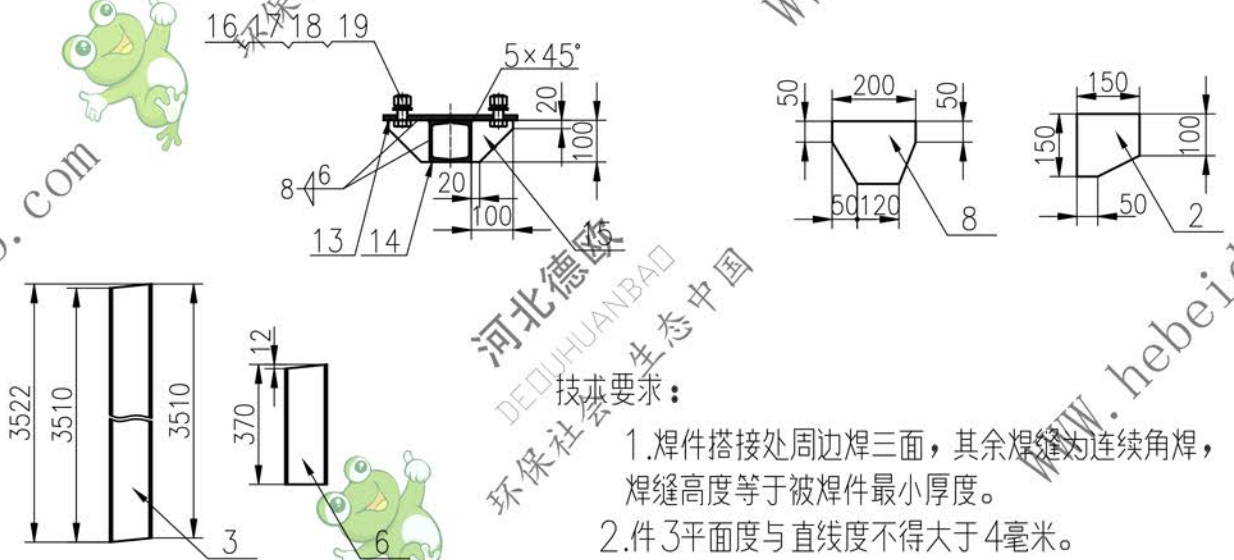 16 17 18 19
5×45°
20
100
8 6
20
100
13 14 15
200
50
50
50 120
8
150
150
100
50
2
3522
3510
3510
3
12
370
6
技术要求：
1.焊件搭接处周边焊三面，其余焊缝为连续角焊，
焊缝高度等于被焊件最小厚度。
2.件3平面度与直线度不得大于4毫米。
河北德欧
DEOUHUANBAO
环保社会 生态中国
www.hebeid
.com
环保